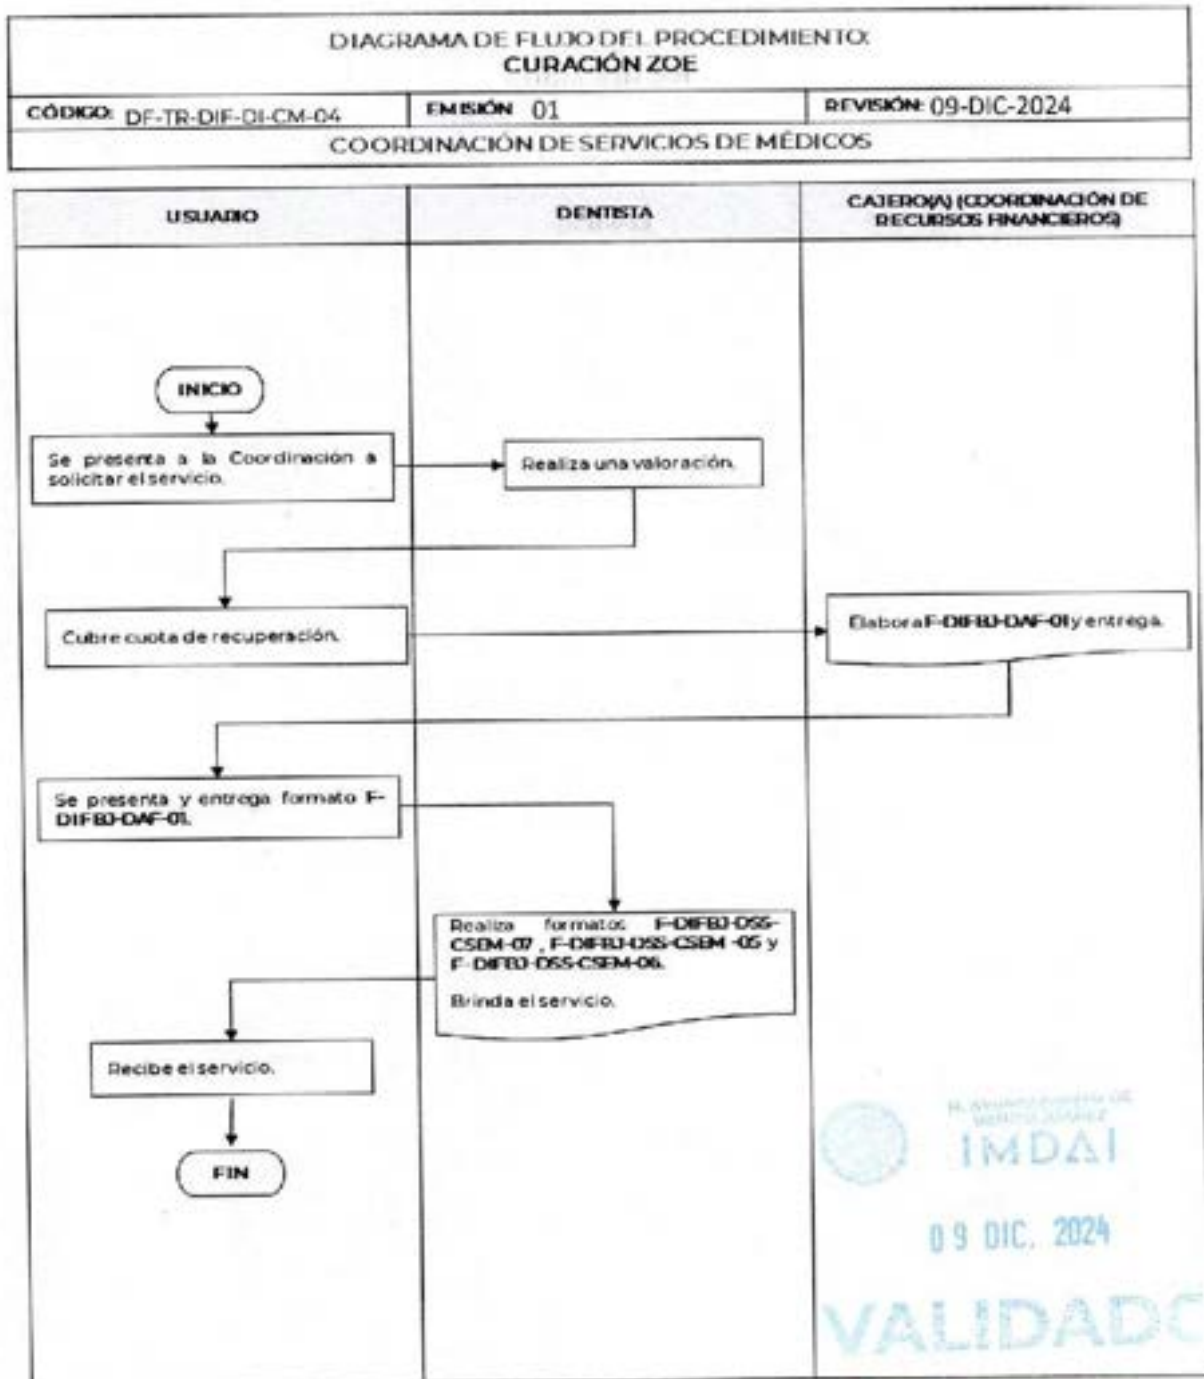 DIAGRAMA DE FLUJO DEL PROCEDIMIENTO:
CURACIÓN ZOE
CÓDIGO: DF-TR-DIF-DI-CM-04
EMISIÓN 01
REVISIÓN: 09-DIC-2024
COORDINACIÓN DE SERVICIOS DE MÉDICOS
USUARIO
DENTISTA
CAJERO(A) (COORDINACIÓN DE
RECURSOS FINANCIEROS)
INICIO
Se presenta a la Coordinación a
solicitar el servicio.
Realiza una valoración.
Cubre cuota de recuperación.
Elabora F-DIFBJ-DAF-01 y entrega.
Se presenta y entrega formato F-
DIFBJ-DAF-01.
Realiza formatos F-DIFBJ-DSS-
CSEM-07 , F-DIFBJ-DSS-CSEM -05 y
F- DIFBJ-DSS-CSEM-06.
Brinda el servicio.
Recibe el servicio.
FIN
H. AYUNTAMIENTO DE
BENITO JUÁREZ
IMDAI
09 DIC. 2024
VALIDADO